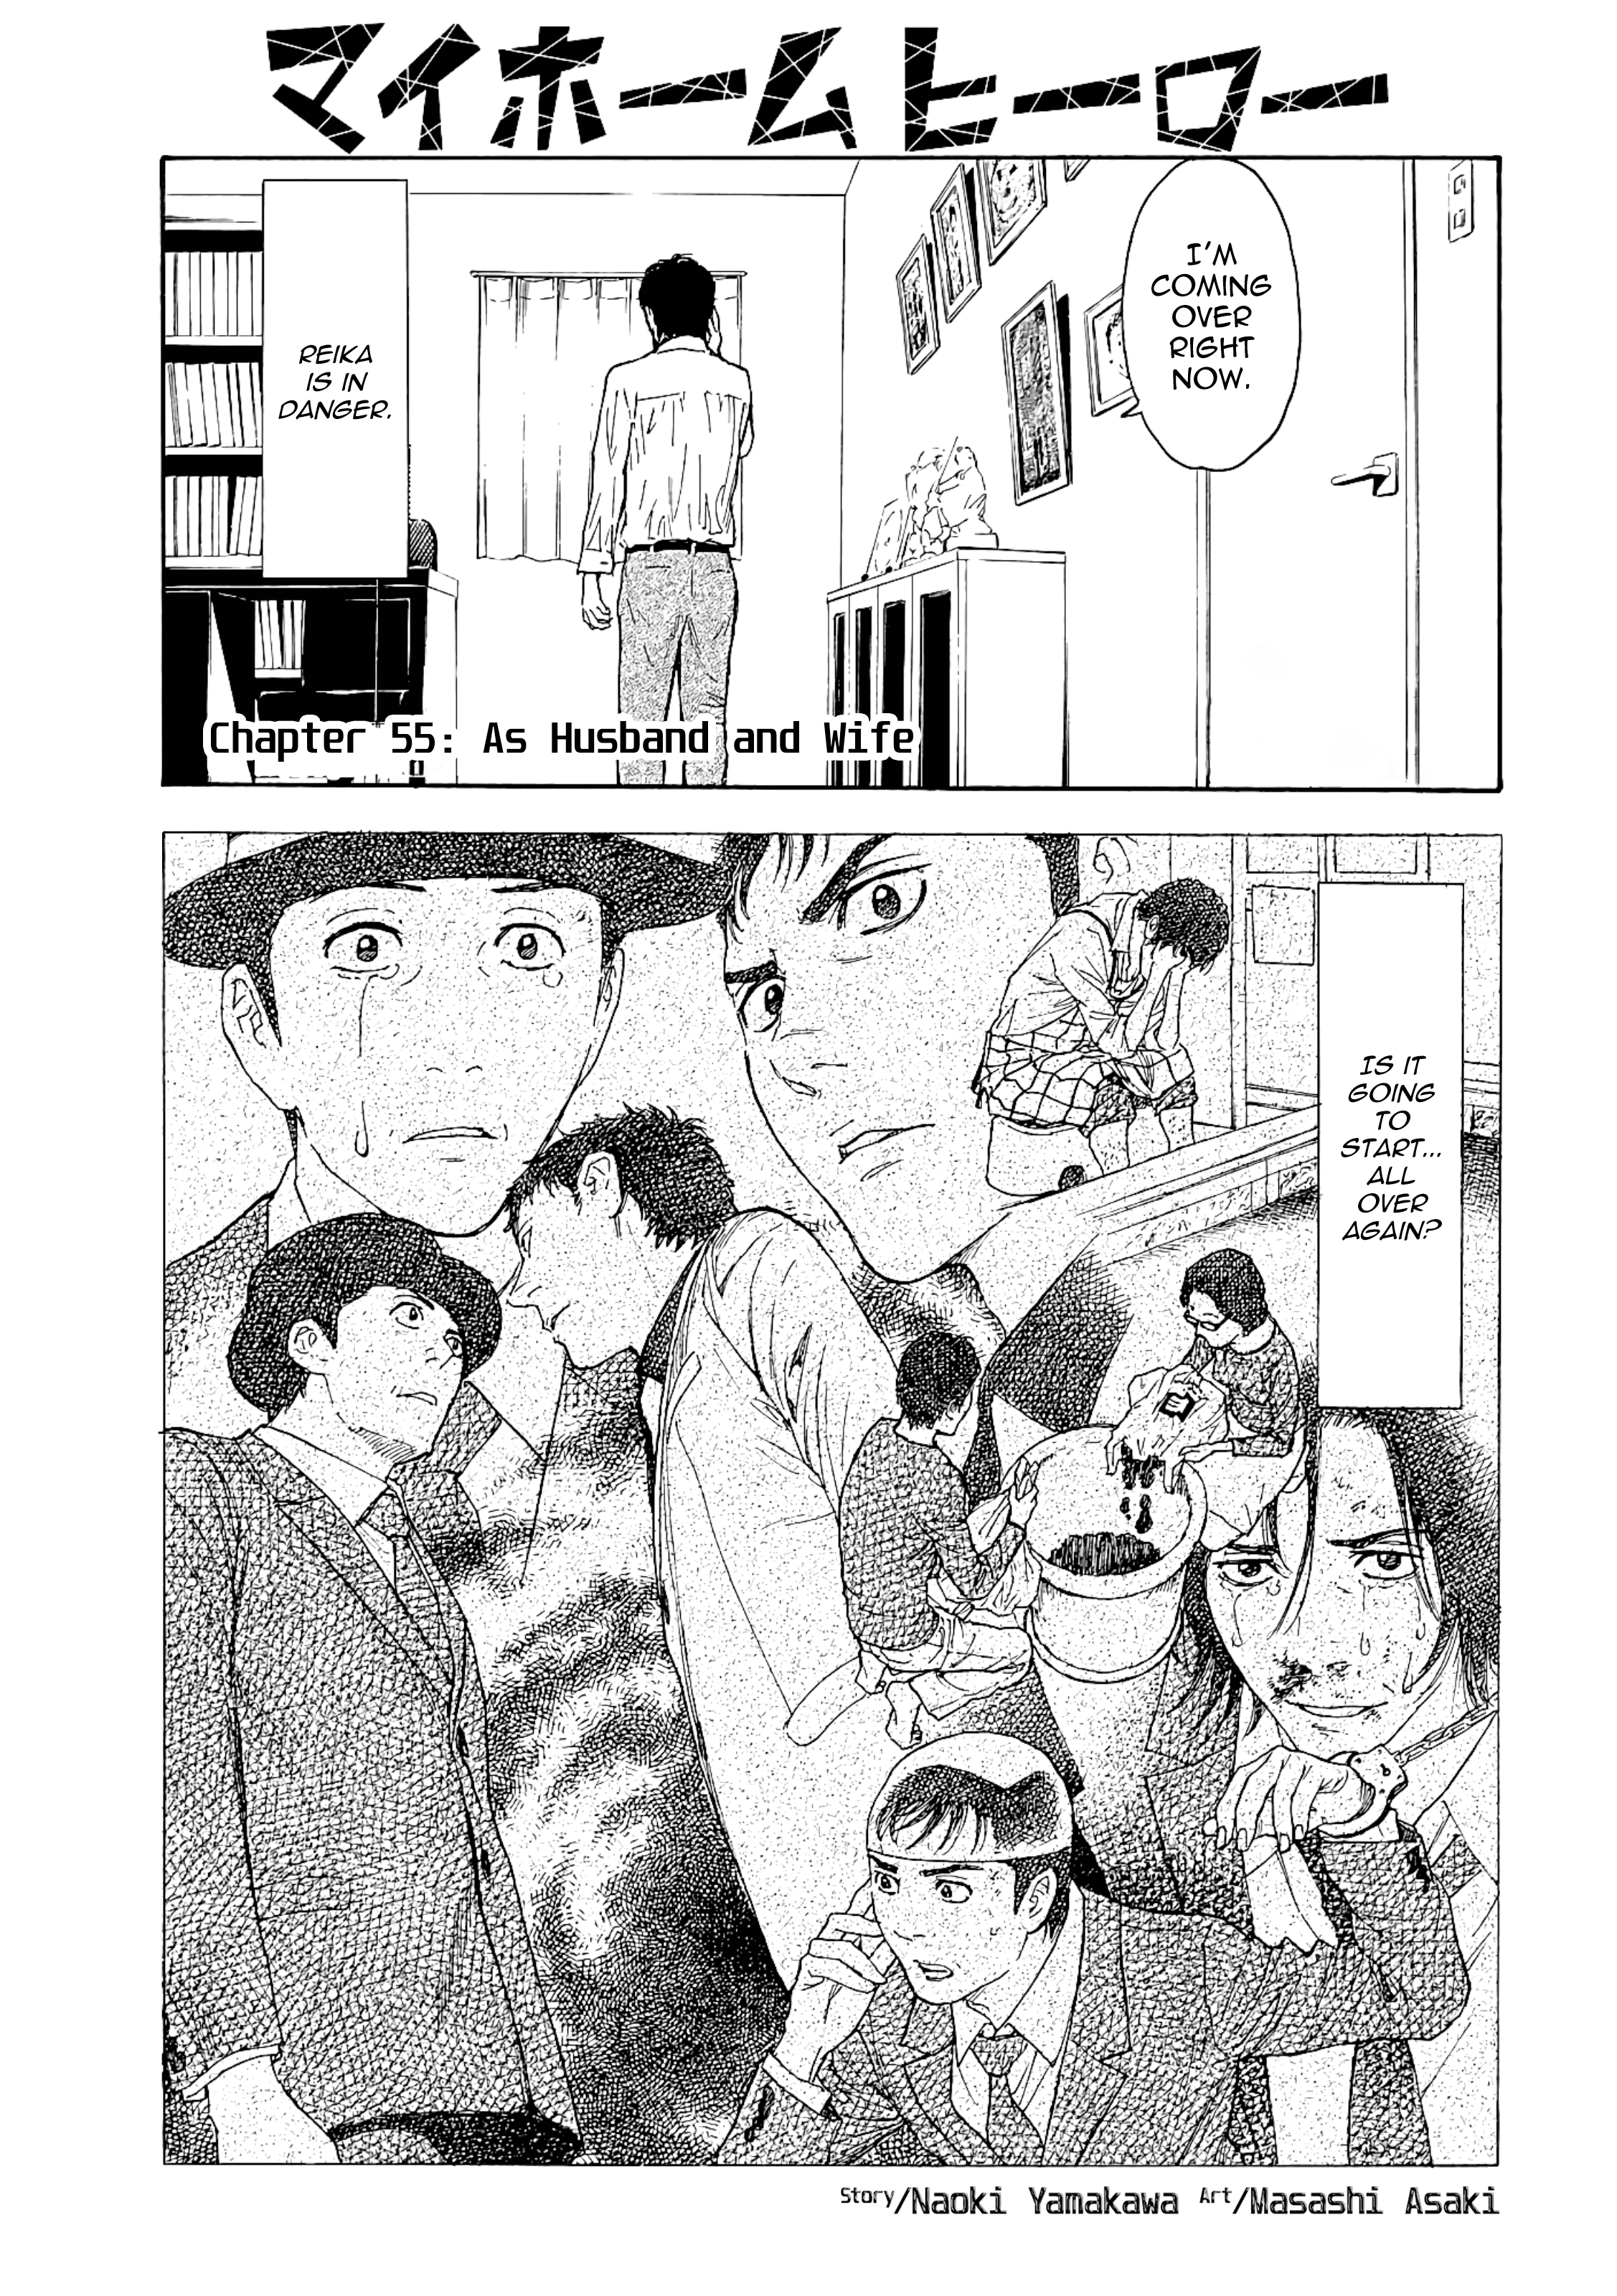 マイホームヒーロー
I'M
COMING
OVER
RIGHT
NOW.
REIKA
IS IN
DANGER.
Chapter 55: As Husband and Wife
IS IT
GOING
TO
START...
ALL
OVER
AGAIN?
Story/Naoki Yamakawa Art/Masashi Asaki